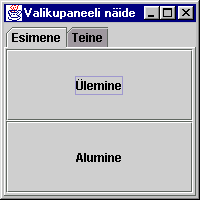 Valikupaneeli näide
Esimene Teine
Ülemine
Alumine